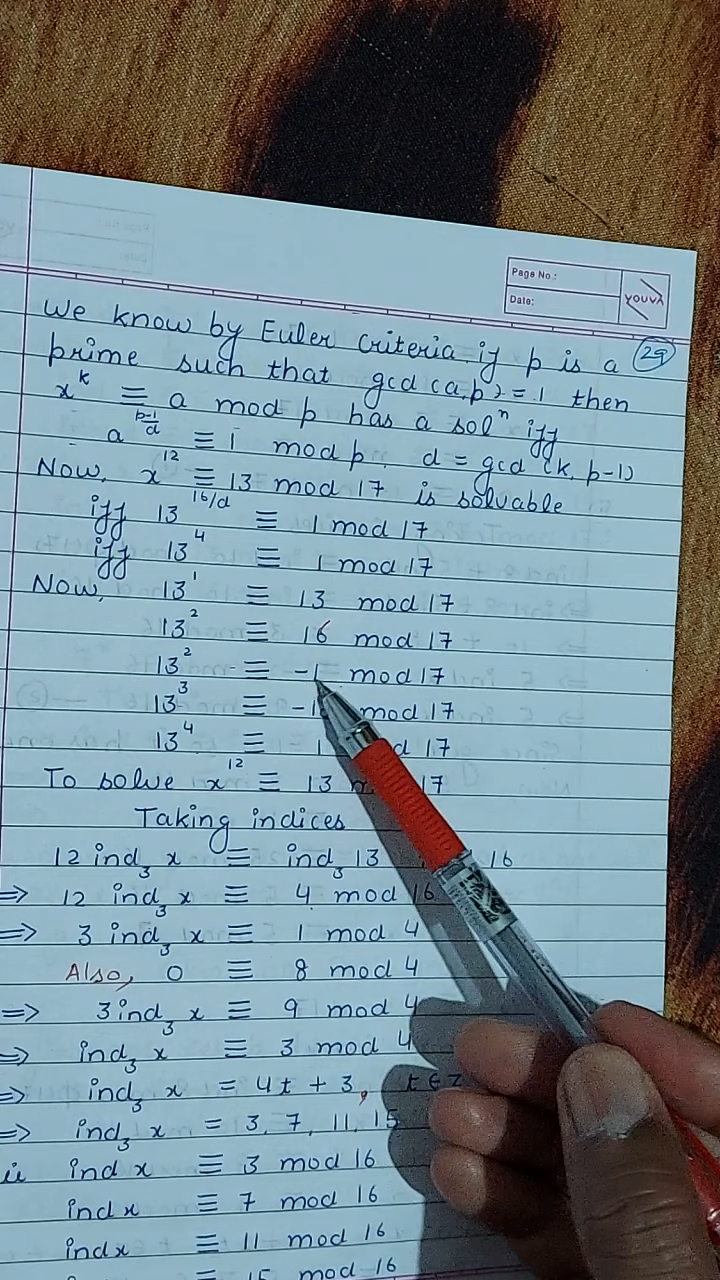 Page No.:
Date:
YOUVA
29
We know by Euler Criteria if p is a
prime such that gcd (a, p) = 1 then
x^k ≡ a mod p has a sol^n iff
a^(p-1)/d ≡ 1 mod p. d = gcd (k, p-1)
Now, x^12 ≡ 13 mod 17 is soluable
iff 13^16/d ≡ 1 mod 17
iff 13^4 ≡ 1 mod 17
Now, 13^1 ≡ 13 mod 17
13^2 ≡ 16 mod 17
13^2 ≡ -1 mod 17
13^3 ≡ mod 17
13^4 ≡ 1 17
To solve x^12 ≡ 13 17
Taking indices
12 ind_3 x ≡ ind_3 13 16
⇒ 12 ind_3 x ≡ 4 mod 16
⇒ 3 ind_3 x ≡ 1 mod 4
Also, 0 ≡ 8 mod 4
⇒ 3 ind_3 x ≡ 9 mod 4
⇒ ind_3 x ≡ 3 mod 4
⇒ ind_3 x = 4t + 3, t ∈ Z
⇒ ind_3 x = 3, 7, 11, 15
ie ind x ≡ 3 mod 16
ind x ≡ 7 mod 16
ind x ≡ 11 mod 16
≡ 15 mod 16